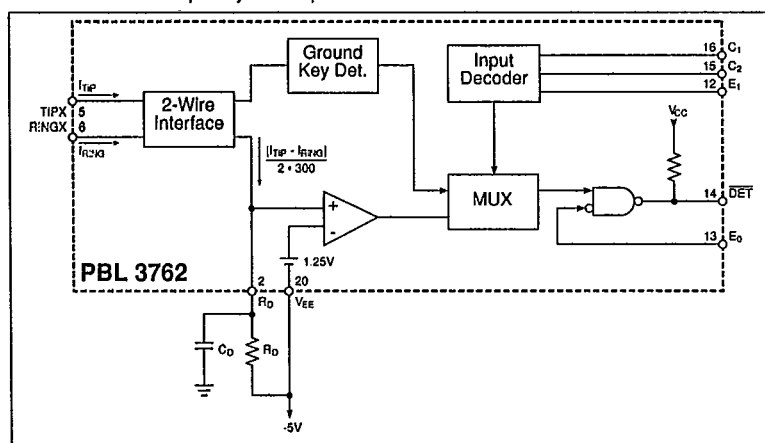 Ground
Key Det.
Input
Decoder
16 C1
15 C2
12 E1
ITIP
TIPX 5
RINGX 6
IRING
2-Wire
Interface
|ITIP - IRING|
2 • 300
VCC
MUX
14 DET
13 E0
+
-
1.25V
PBL 3762
2 20
RD VEE
CD RD
-5V